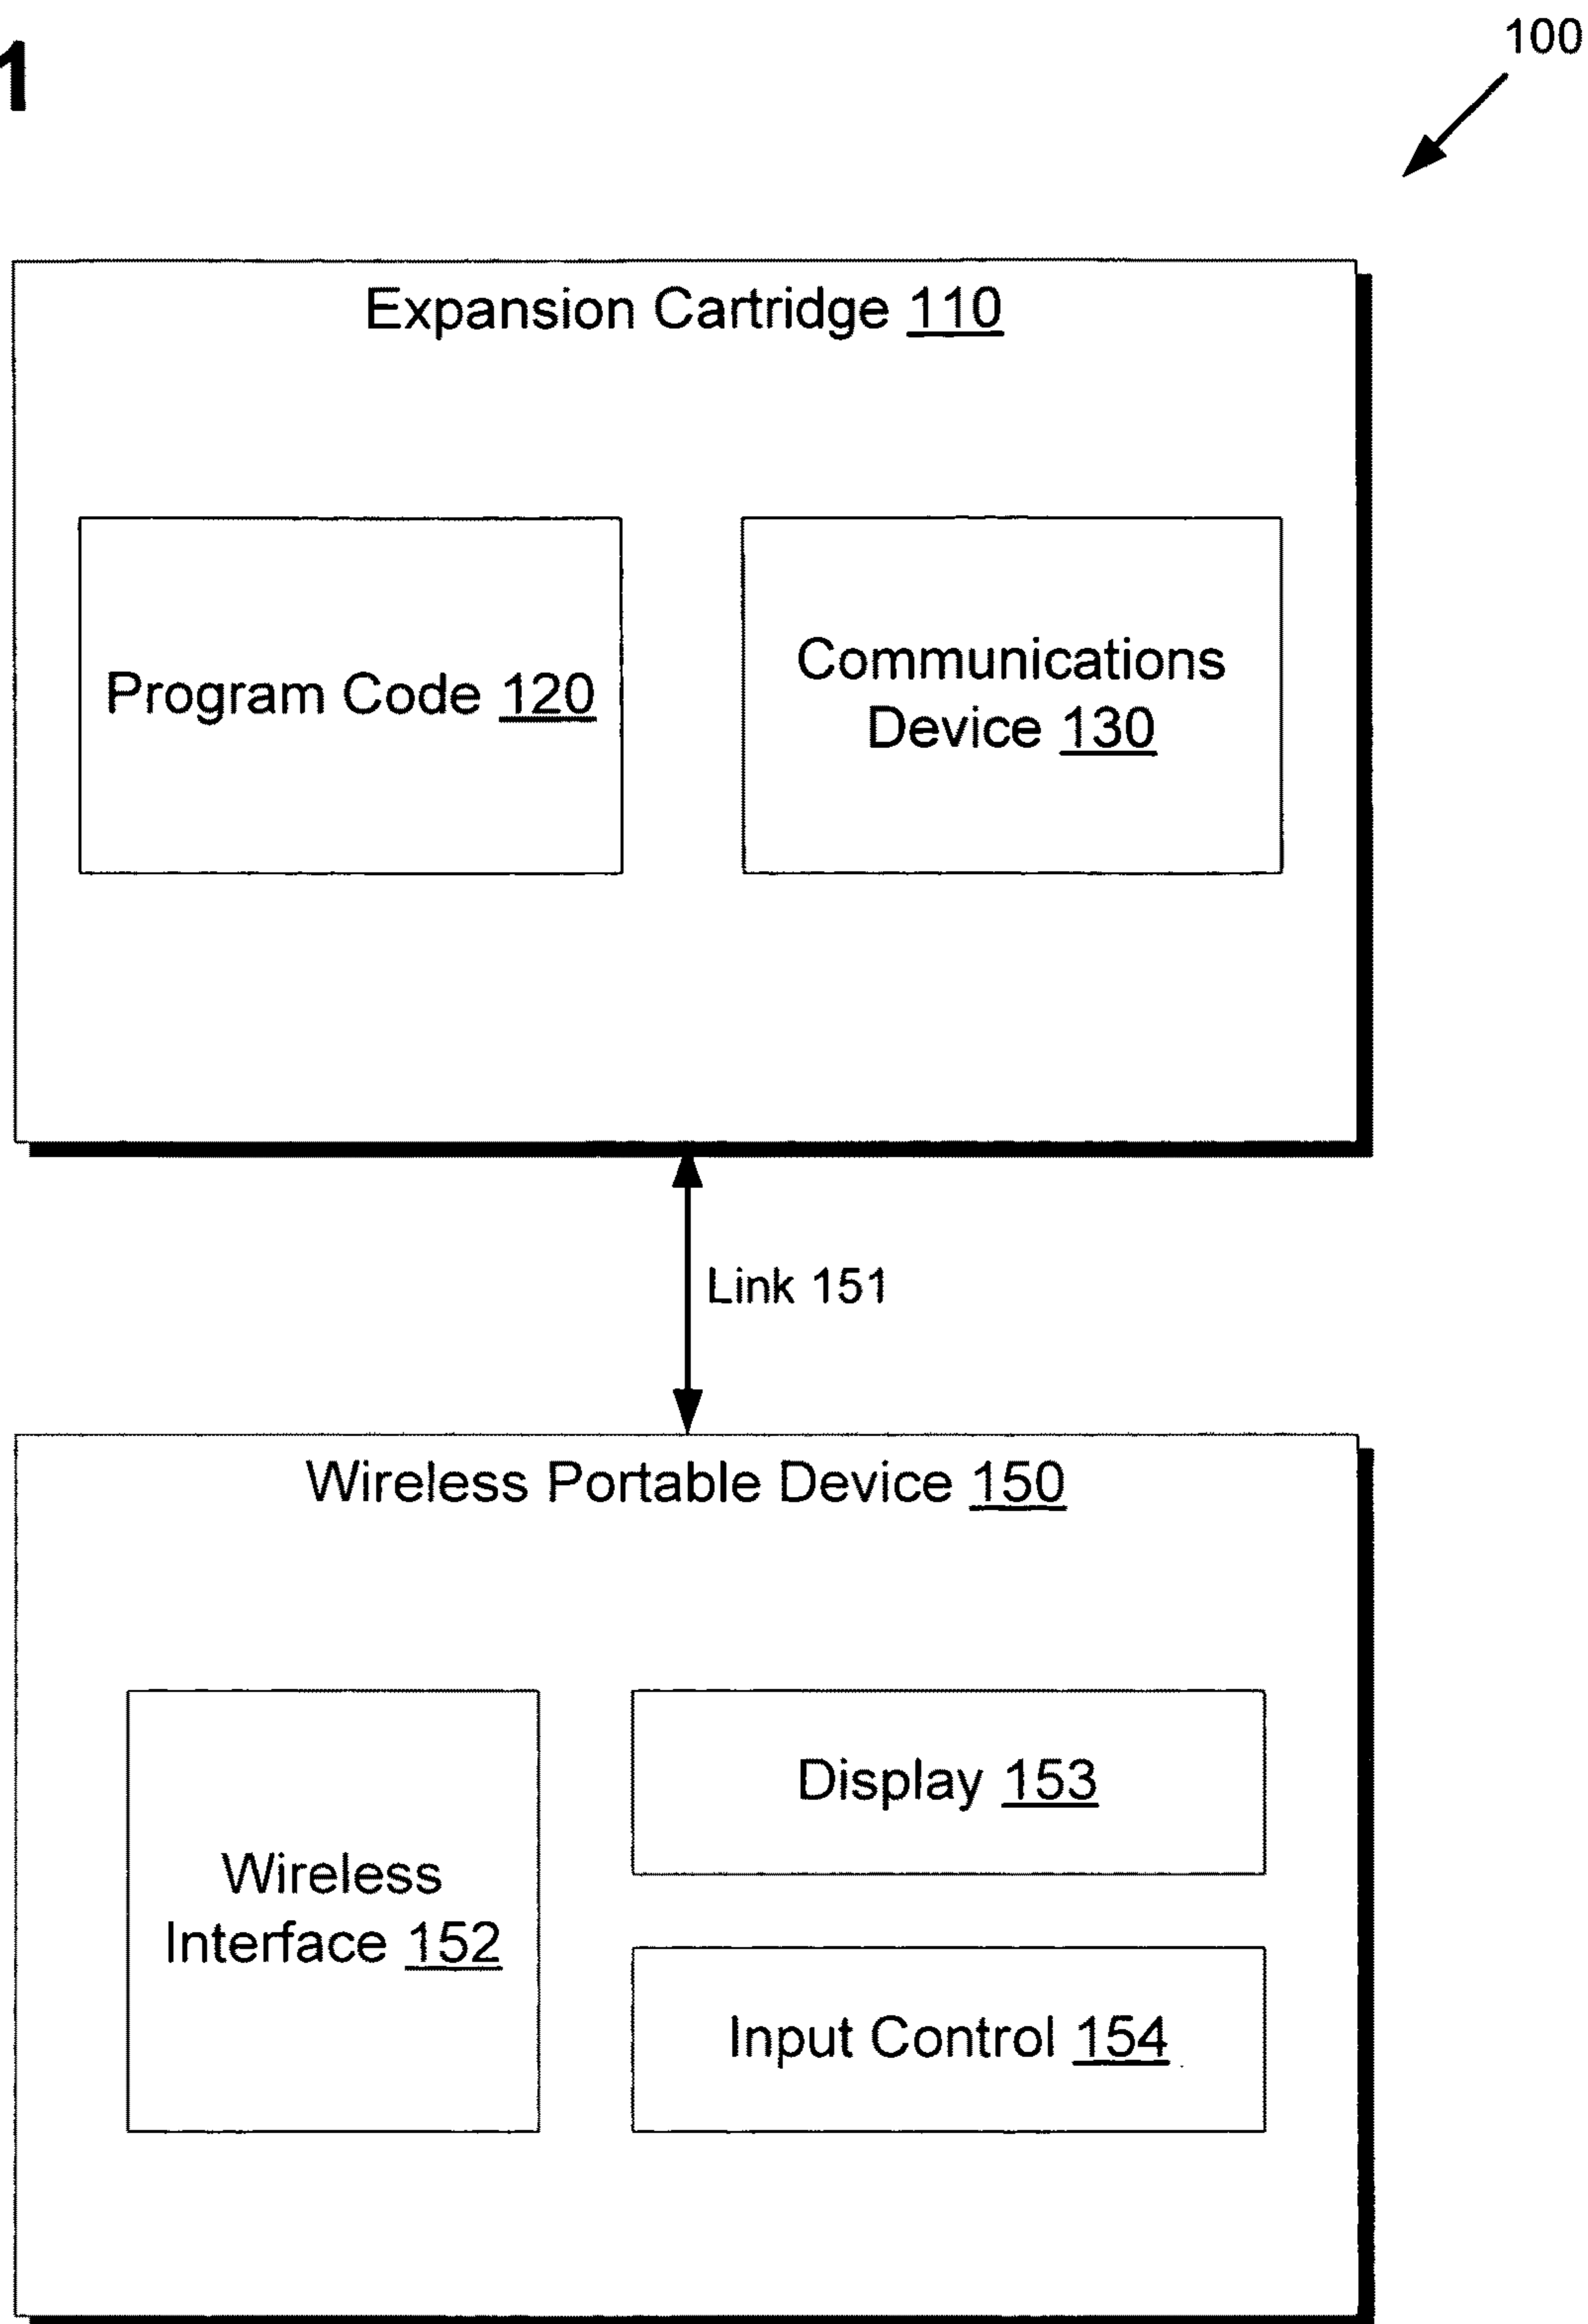 1
100
Expansion Cartridge 110
Program Code 120
Communications
Device 130
Link 151
Wireless Portable Device 150
Wireless
Interface 152
Display 153
Input Control 154